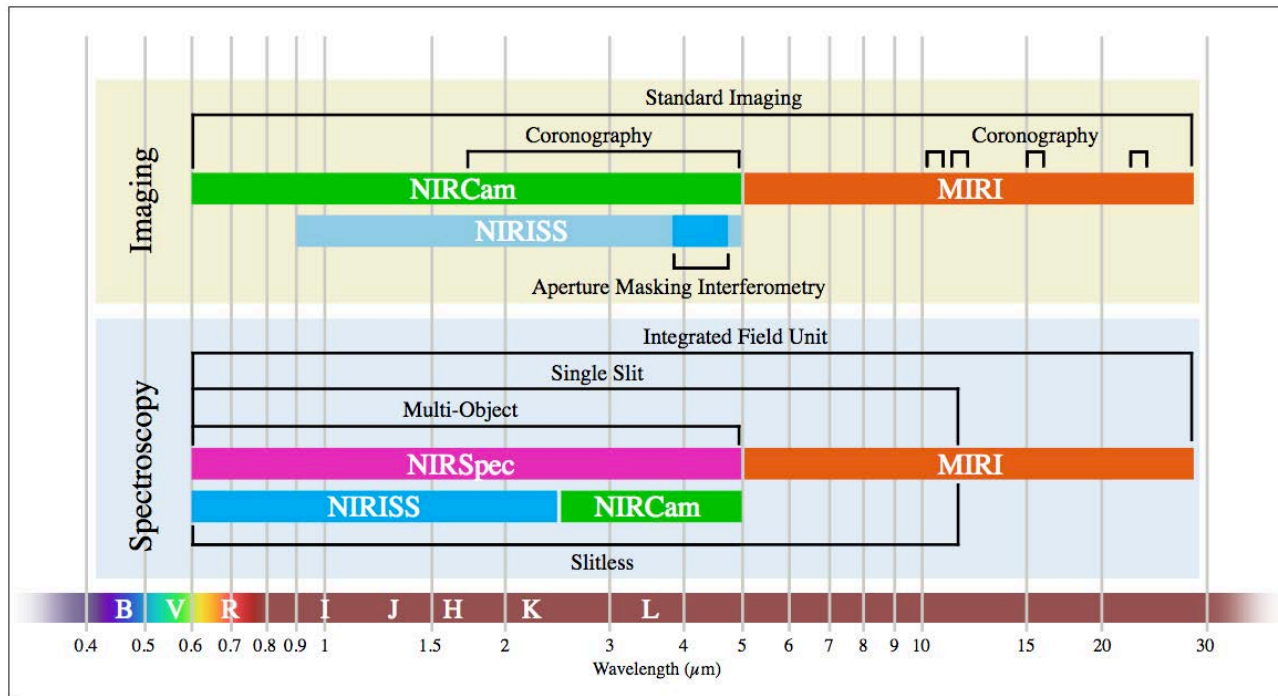 Standard Imaging
Coronography
Coronography
Imaging
NIRCam
MIRI
NIRISS
Aperture Masking Interferometry
Integrated Field Unit
Single Slit
Multi-Object
Spectroscopy
NIRSpec
MIRI
NIRISS
NIRCam
Slitless
B V R I J H K L
0.4 0.5 0.6 0.7 0.8 0.9 1 1.5 2 3 4 5 6 7 8 9 10 15 20 30
Wavelength (μm)